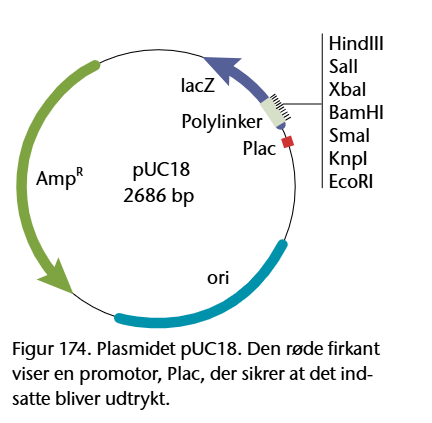 HindIII
SalI
XbaI
BamHI
SmaI
KnpI
EcoRI
lacZ
Polylinker
Plac
Amp^R
pUC18
2686 bp
ori
Figur 174. Plasmidet pUC18. Den røde firkant
viser en promotor, Plac, der sikrer at det ind-
satte bliver udtrykt.